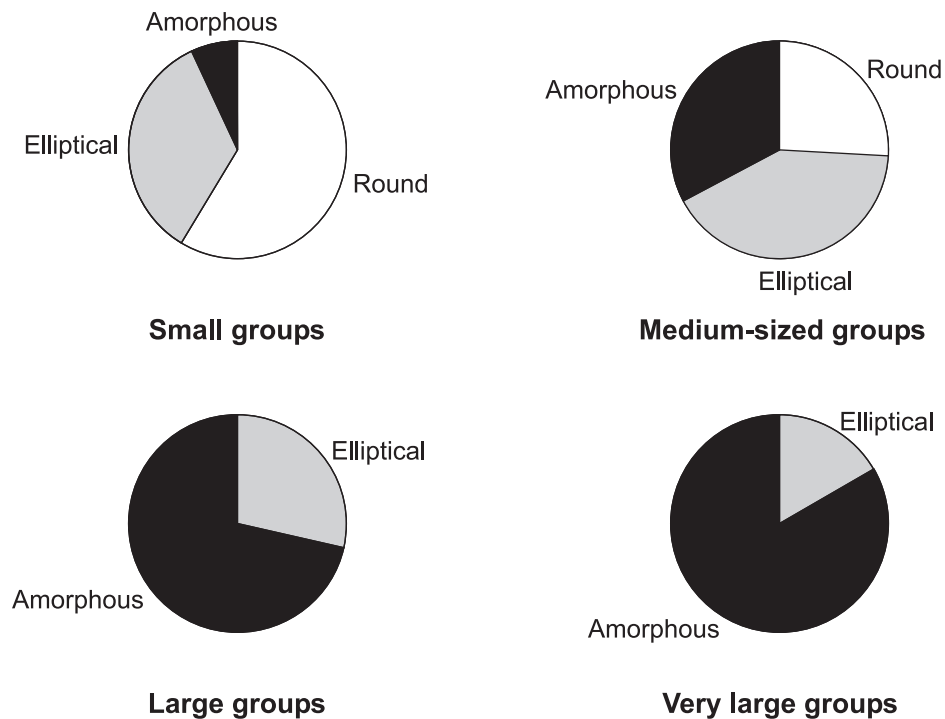 Amorphous
Elliptical
Round
Small groups
Round
Amorphous
Elliptical
Medium-sized groups
Elliptical
Amorphous
Large groups
Elliptical
Amorphous
Very large groups